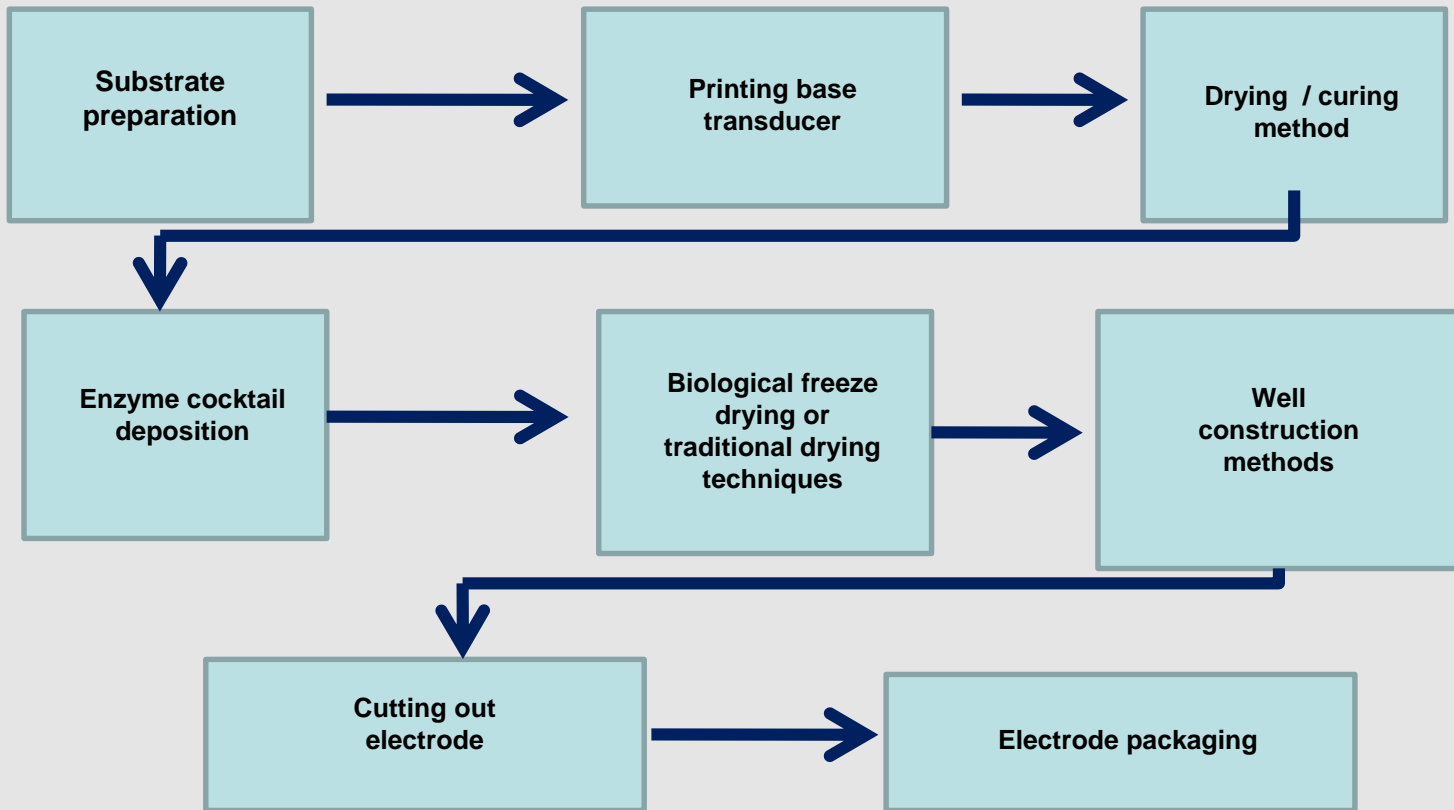 Substrate
preparation
Printing base
transducer
Drying / curing
method
Enzyme cocktail
deposition
Biological freeze
drying or
traditional drying
techniques
Well
construction
methods
Cutting out
electrode
Electrode packaging